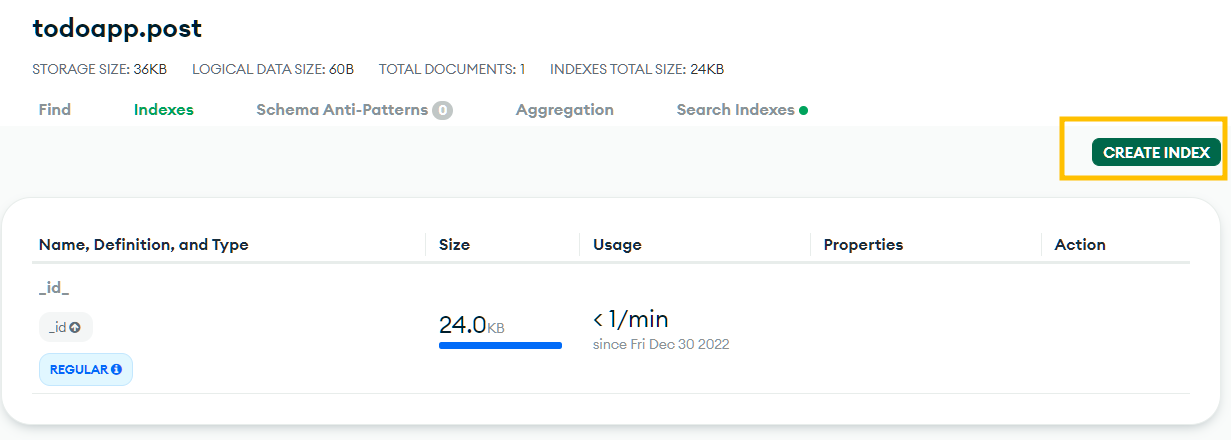 todoapp.post
STORAGE SIZE: 36KB LOGICAL DATA SIZE: 60B TOTAL DOCUMENTS: 1 INDEXES TOTAL SIZE: 24KB
Find Indexes Schema Anti-Patterns 0 Aggregation Search Indexes
CREATE INDEX
Name, Definition, and Type Size Usage Properties Action
_id_
_id
24.0KB
< 1/min
since Fri Dec 30 2022
REGULAR